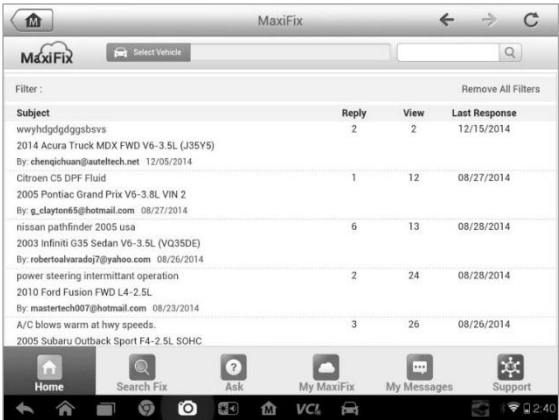 MaxiFix
MaxiFix Select Vehicle
Filter : Remove All Filters
Subject Reply View Last Response
wwyhdgdgdggsbsvs 2 2 12/15/2014
2014 Acura Truck MDX FWD V6-3.5L (J35Y5)
By: chenqichuan@auteltech.net 12/05/2014
Citroen C5 DPF Fluid 1 12 08/27/2014
2005 Pontiac Grand Prix V6-3.8L VIN 2
By: g_clayton65@hotmail.com 08/27/2014
nissan pathfinder 2005 usa 6 13 08/28/2014
2003 Infiniti G35 Sedan V6-3.5L (VQ35DE)
By: robertoalvaradoj7@yahoo.com 08/26/2014
power steering intermittant operation 2 24 08/28/2014
2010 Ford Fusion FWD L4-2.5L
By: mastertech007@hotmail.com 08/23/2014
A/C blows warm at hwy speeds. 3 26 08/26/2014
2005 Subaru Outback Sport F4-2.5L SOHC
Home Search Fix Ask My MaxiFix My Messages Support
VCI 2:40